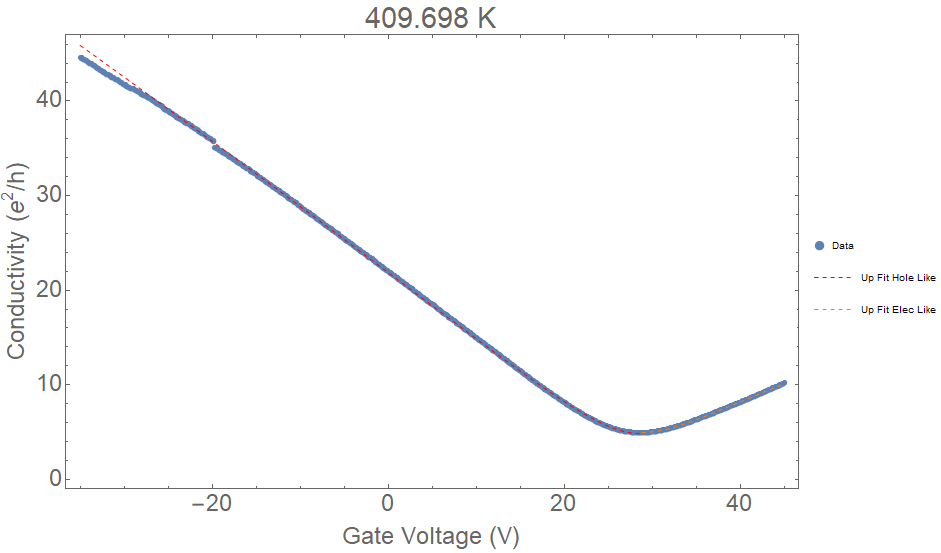 409.698 K
Conductivity (e²/h)
40
30
20
10
0
−20
0
20
40
Gate Voltage (V)
Data
Up Fit Hole Like
Up Fit Elec Like